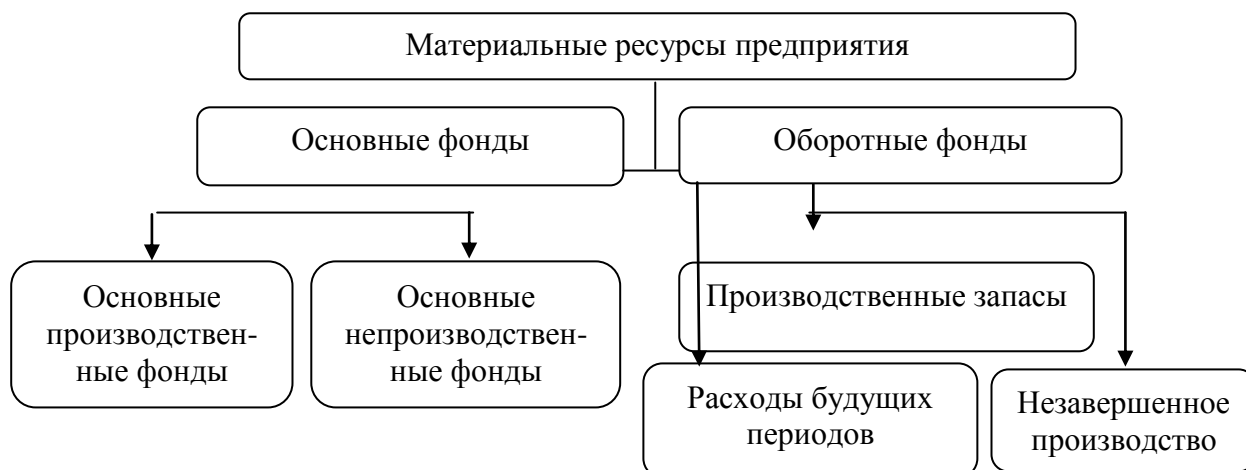 Материальные ресурсы предприятия
Основные фонды
Оборотные фонды
Основные
производствен-
ные фонды
Основные
непроизводствен-
ные фонды
Производственные запасы
Расходы будущих
периодов
Незавершенное
производство